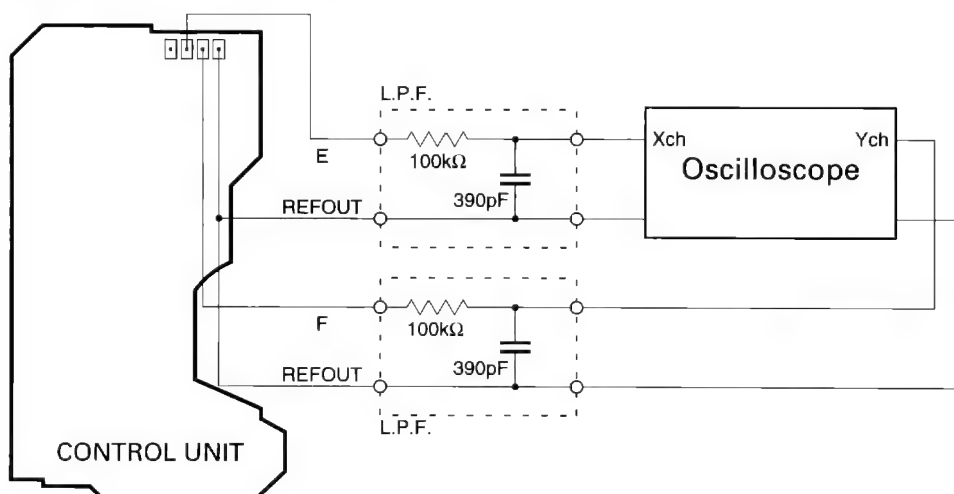 L.P.F.
E
100kΩ
390pF
REFOUT
Xch
Ych
Oscilloscope
F
100kΩ
390pF
REFOUT
L.P.F.
CONTROL UNIT